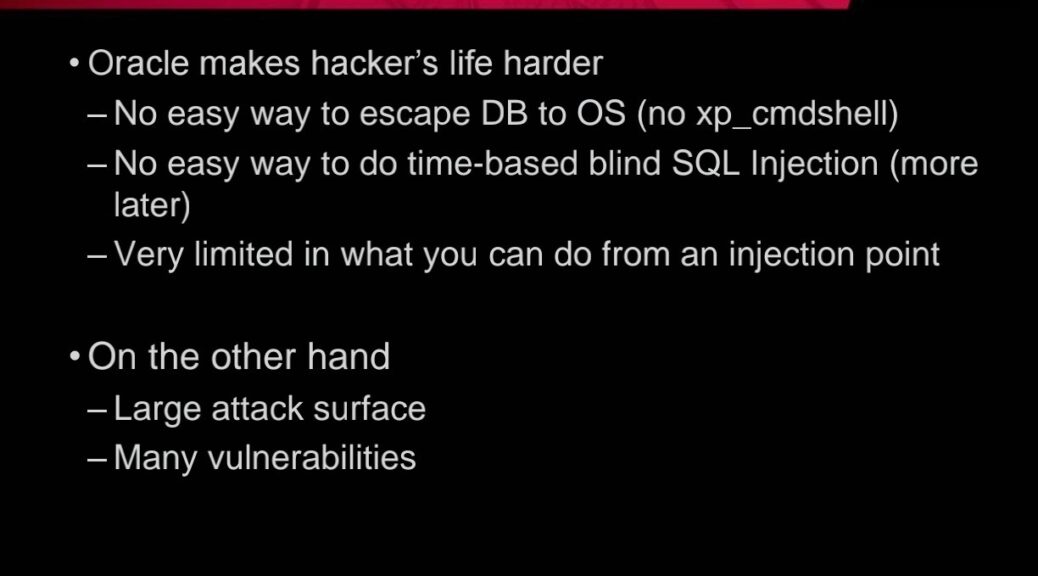 • Oracle makes hacker’s life harder
– No easy way to escape DB to OS (no xp_cmdshell)
– No easy way to do time-based blind SQL Injection (more
later)
– Very limited in what you can do from an injection point
• On the other hand
– Large attack surface
– Many vulnerabilities